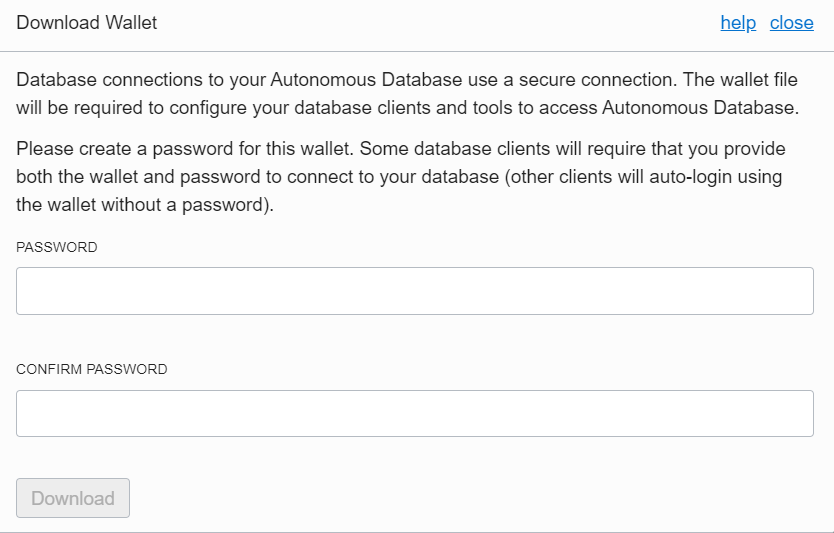 Download Wallet help close
Database connections to your Autonomous Database use a secure connection. The wallet file
will be required to configure your database clients and tools to access Autonomous Database.
Please create a password for this wallet. Some database clients will require that you provide
both the wallet and password to connect to your database (other clients will auto-login using
the wallet without a password).
PASSWORD
CONFIRM PASSWORD
Download